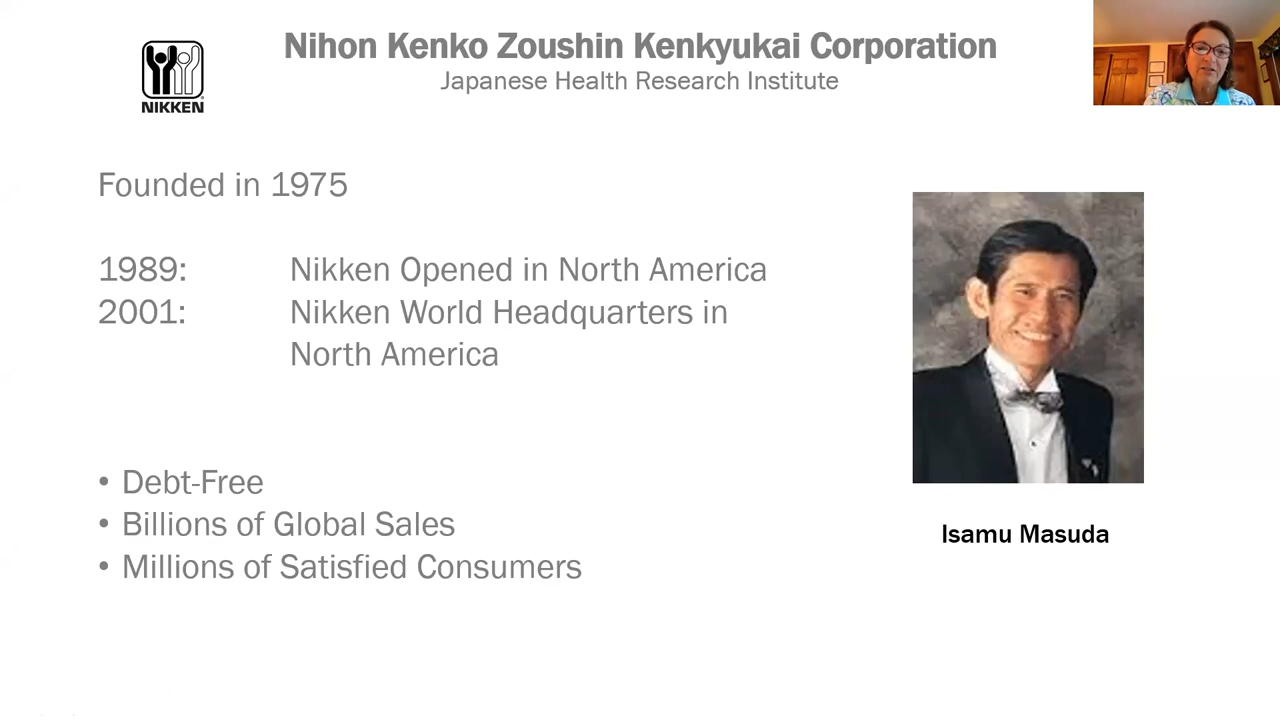 Nihon Kenko Zoushin Kenkyukai Corporation
Japanese Health Research Institute
NIKKEN
Founded in 1975
1989: Nikken Opened in North America
2001: Nikken World Headquarters in
North America
• Debt-Free
• Billions of Global Sales
• Millions of Satisfied Consumers
Isamu Masuda